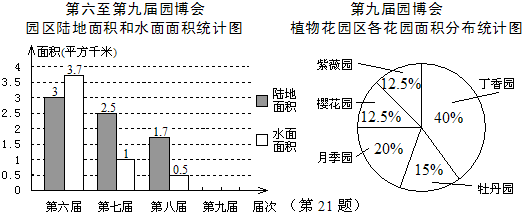 第六至第九届园博会
园区陆地面积和水面面积统计图
面积(平方千米)
4
3.5
3
2.5
2
1.5
1
0.5
0
3
3.7
2.5
1
1.7
0.5
第六届
第七届
第八届
第九届
届次
陆地
面积
水面
面积
第九届园博会
植物花园区各花园面积分布统计图
紫薇园
12.5%
樱花园
12.5%
月季园
20%
15%
牡丹园
40%
丁香园
(第21题)